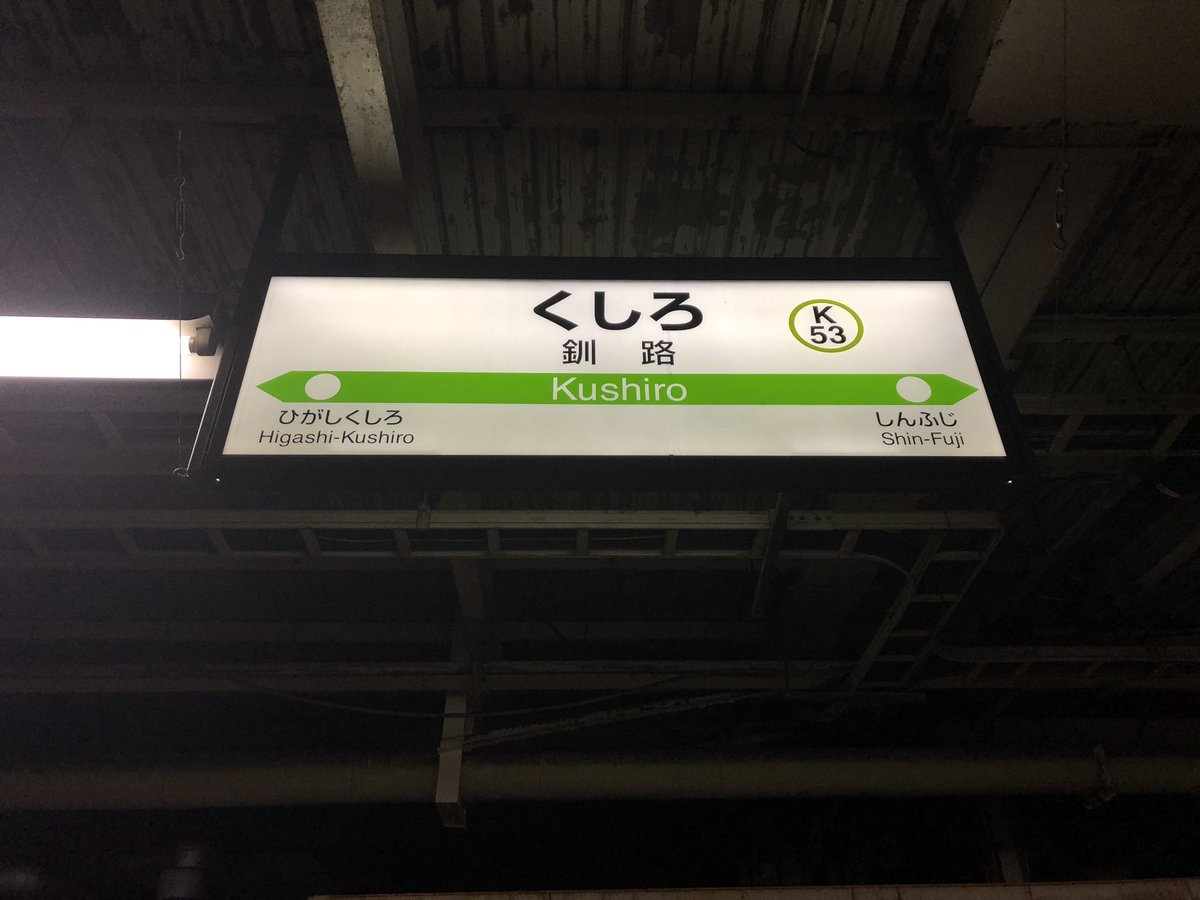 くしろ
K
53
釧　路
Kushiro
ひがしくしろ
Higashi-Kushiro
しんふじ
Shin-Fuji